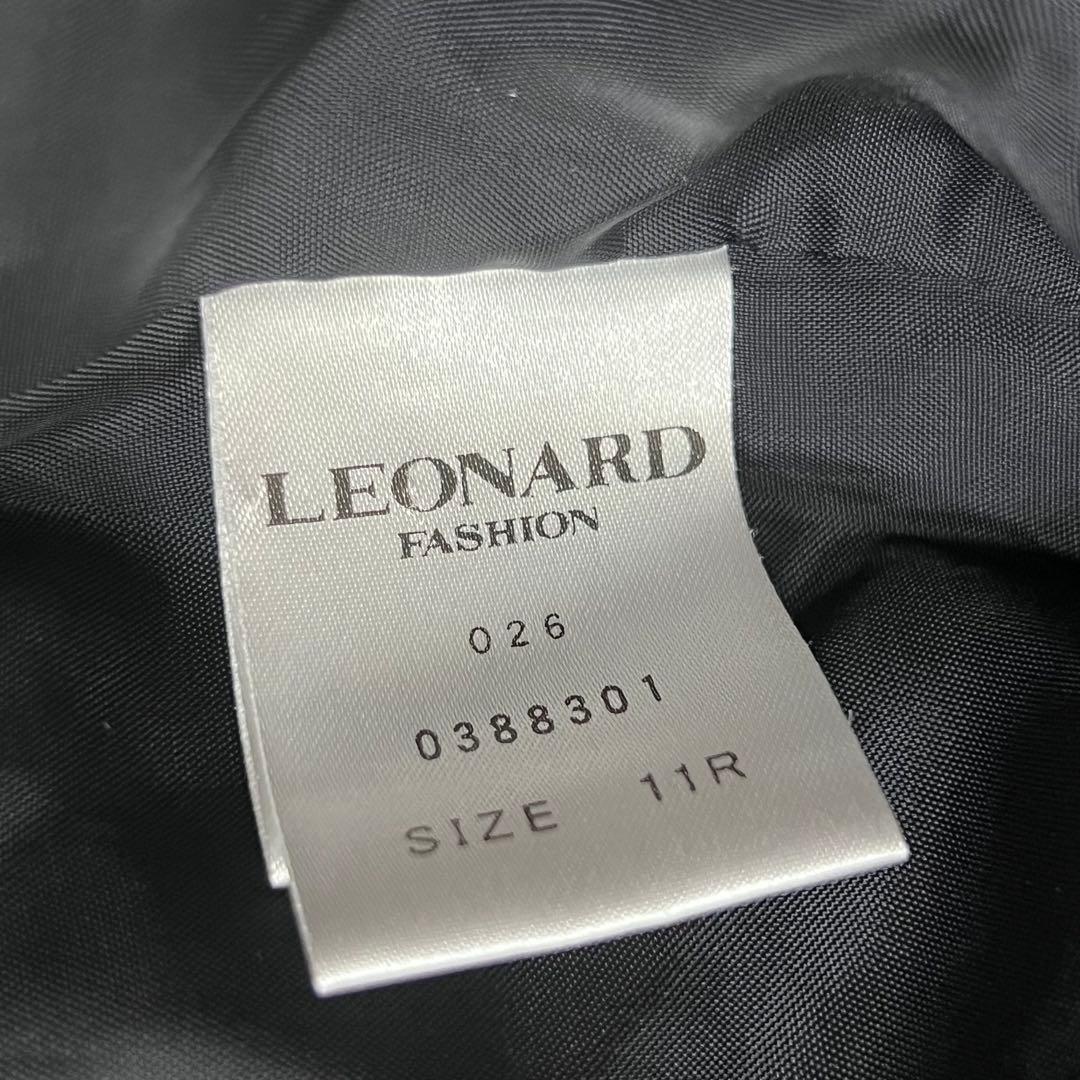 LEONARD
FASHION
026
0388301
SIZE 11R